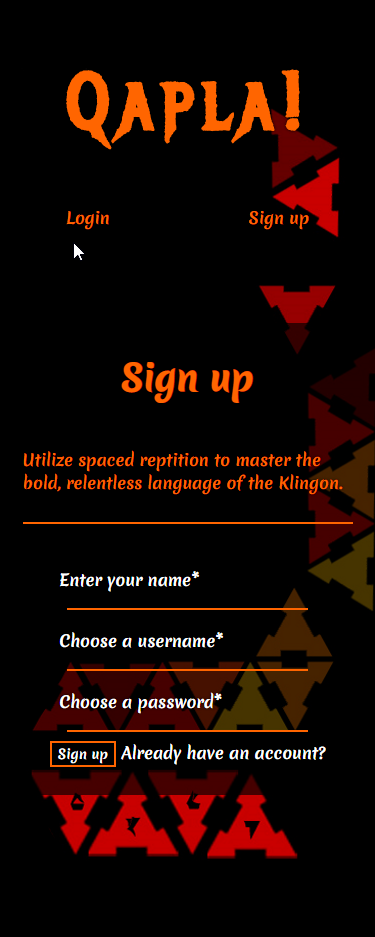 QAPLA!
Login
Sign up
Sign up
Utilize spaced reptition to master the
bold, relentless language of the Klingon.
Enter your name*
Choose a username*
Choose a password*
Sign up Already have an account?